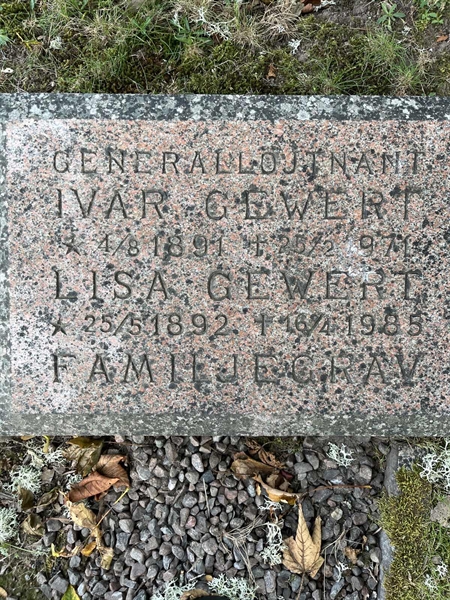 GENERALLÖJTNANT
IVAR GEWERT
* 4/8 1891 † 25/2 1971
LISA GEWERT
* 25/5 1892 † 16/4 1985
FAMILJEGRAV